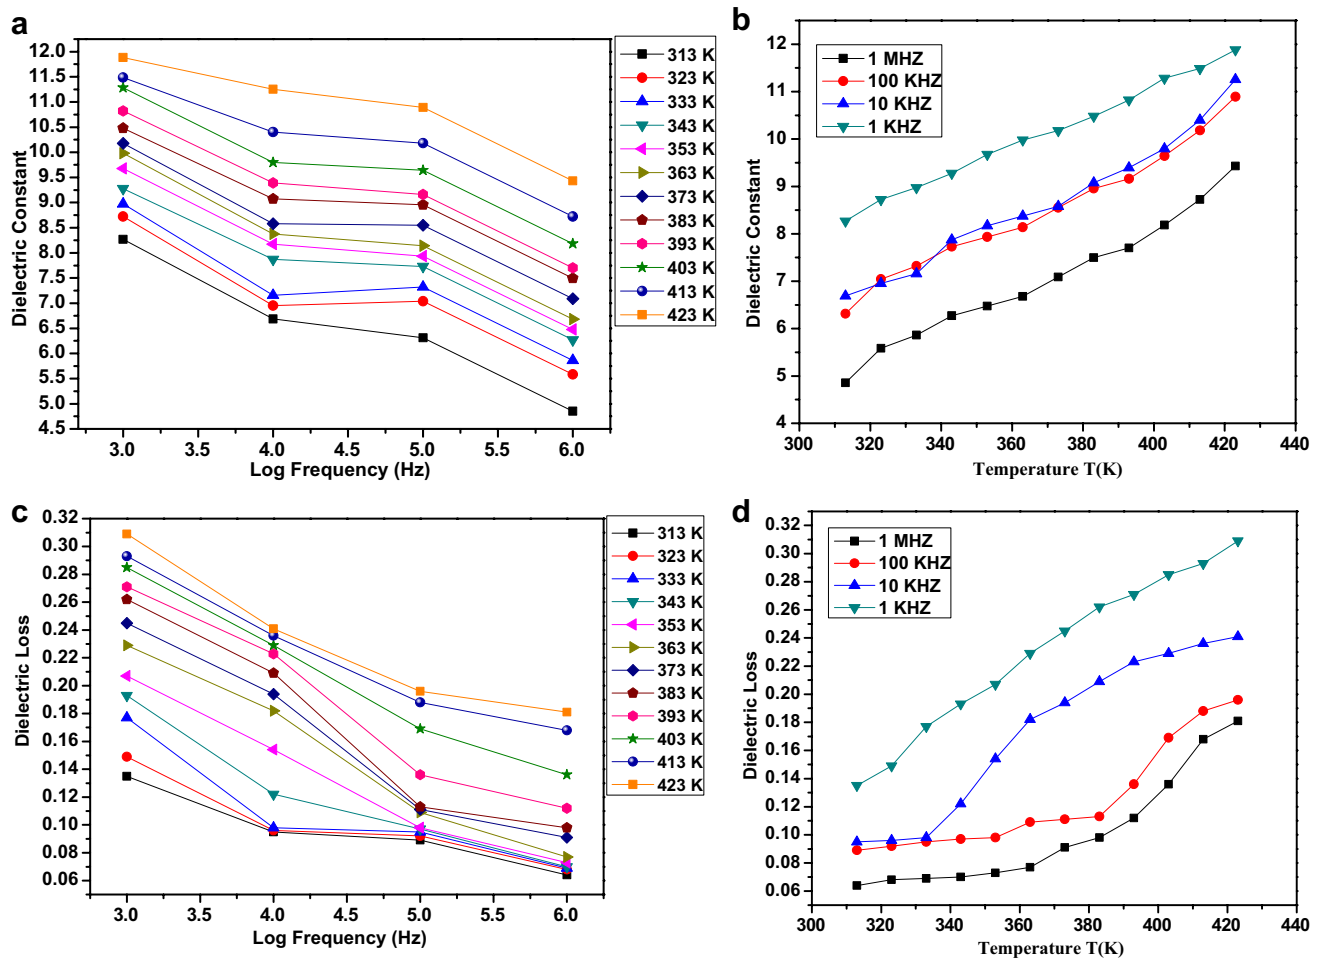 a
12.0
11.5
11.0
10.5
10.0
9.5
9.0
8.5
8.0
7.5
7.0
6.5
6.0
5.5
5.0
4.5
Dielectric Constant
3.0 3.5 4.0 4.5 5.0 5.5 6.0
Log Frequency (Hz)
313 K
323 K
333 K
343 K
353 K
363 K
373 K
383 K
393 K
403 K
413 K
423 K
b
12
11
10
9
8
7
6
5
4
Dielectric Constant
1 MHZ
100 KHZ
10 KHZ
1 KHZ
300 320 340 360 380 400 420 440
Temperature T(K)
c
0.32
0.30
0.28
0.26
0.24
0.22
0.20
0.18
0.16
0.14
0.12
0.10
0.08
0.06
Dielectric Loss
3.0 3.5 4.0 4.5 5.0 5.5 6.0
Log Frequency (Hz)
313 K
323 K
333 K
343 K
353 K
363 K
373 K
383 K
393 K
403 K
413 K
423 K
d
0.32
0.30
0.28
0.26
0.24
0.22
0.20
0.18
0.16
0.14
0.12
0.10
0.08
0.06
Dielectric Loss
1 MHZ
100 KHZ
10 KHZ
1 KHZ
300 320 340 360 380 400 420 440
Temperature T(K)